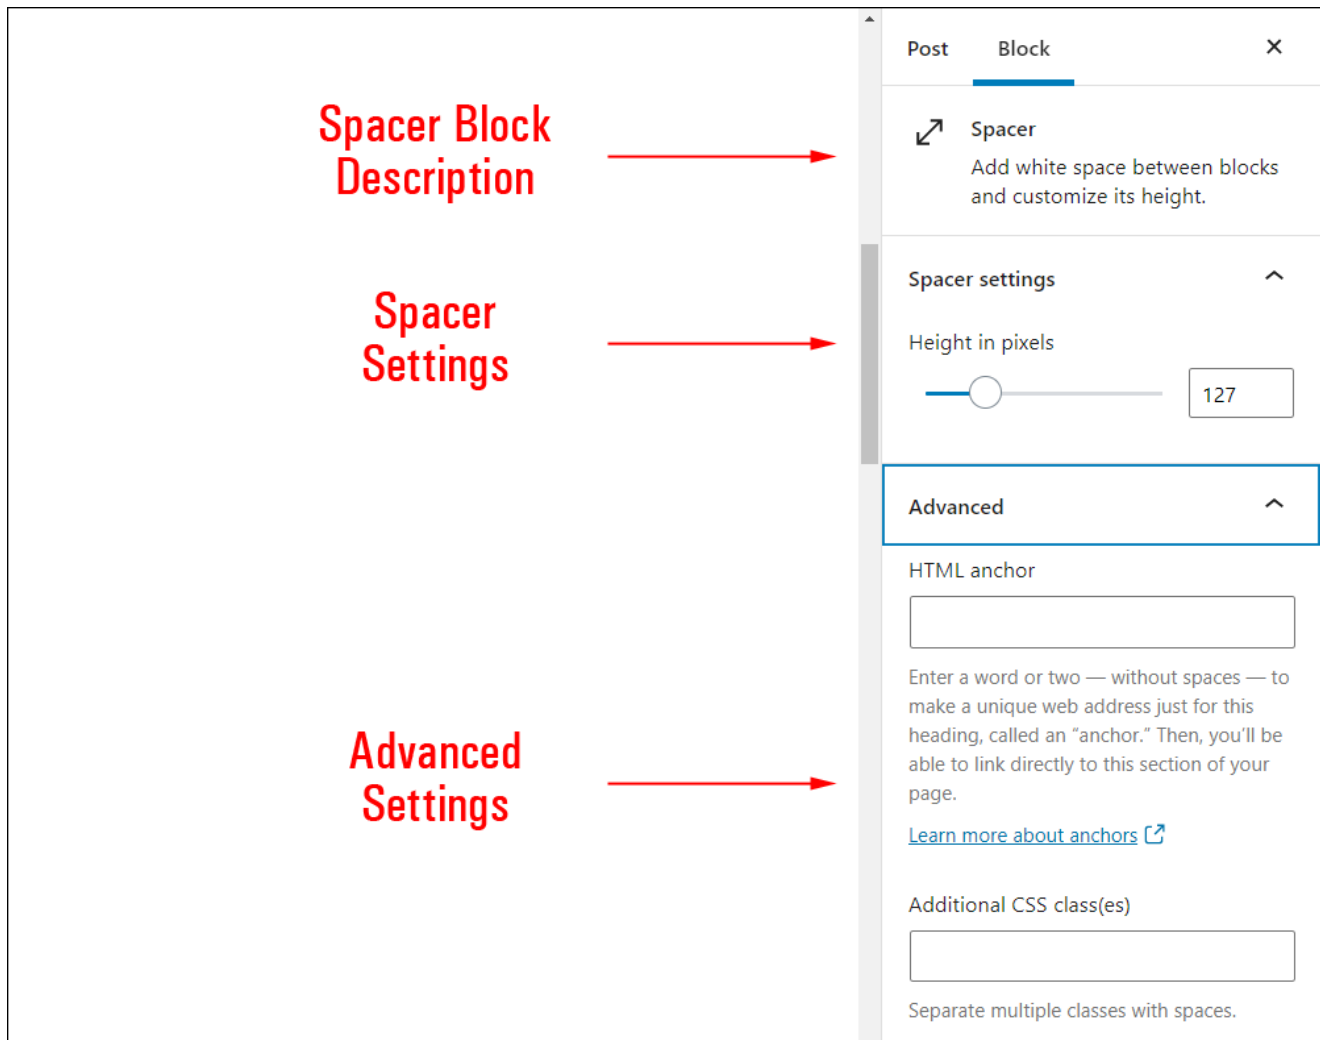 Post Block
Spacer Block
Description
Spacer
Add white space between blocks
and customize its height.
Spacer
Settings
Spacer settings
Height in pixels
127
Advanced
HTML anchor
Enter a word or two — without spaces — to
make a unique web address just for this
heading, called an “anchor.” Then, you’ll be
able to link directly to this section of your
page.
Advanced
Settings
Learn more about anchors
Additional CSS class(es)
Separate multiple classes with spaces.